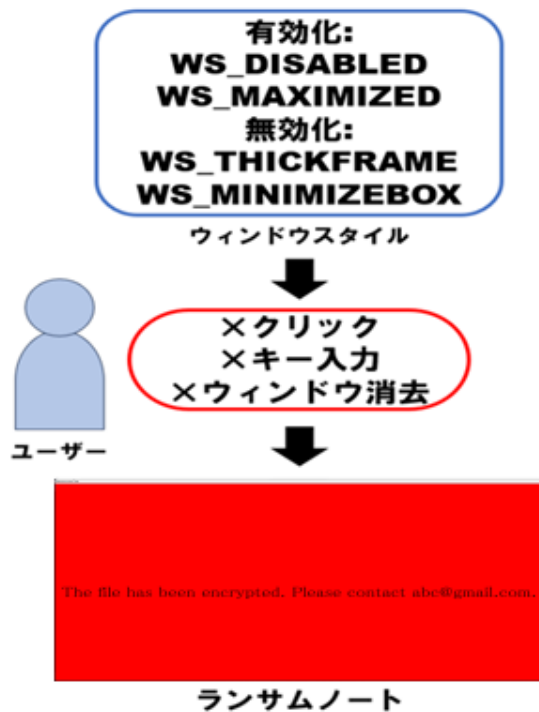 有効化:
WS_DISABLED
WS_MAXIMIZED
無効化:
WS_THICKFRAME
WS_MINIMIZEBOX
ウィンドウスタイル
×クリック
×キー入力
×ウィンドウ消去
ユーザー
The file has been encrypted. Please contact abc@gmail.com.
ランサムノート